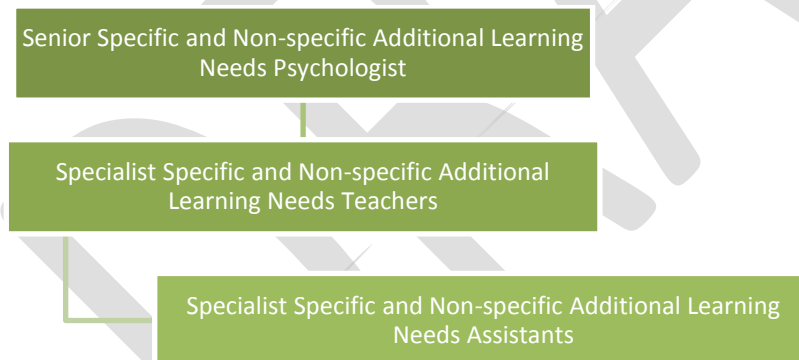 Senior Specific and Non-specific Additional Learning
Needs Psychologist
Specialist Specific and Non-specific Additional
Learning Needs Teachers
Specialist Specific and Non-specific Additional Learning
Needs Assistants